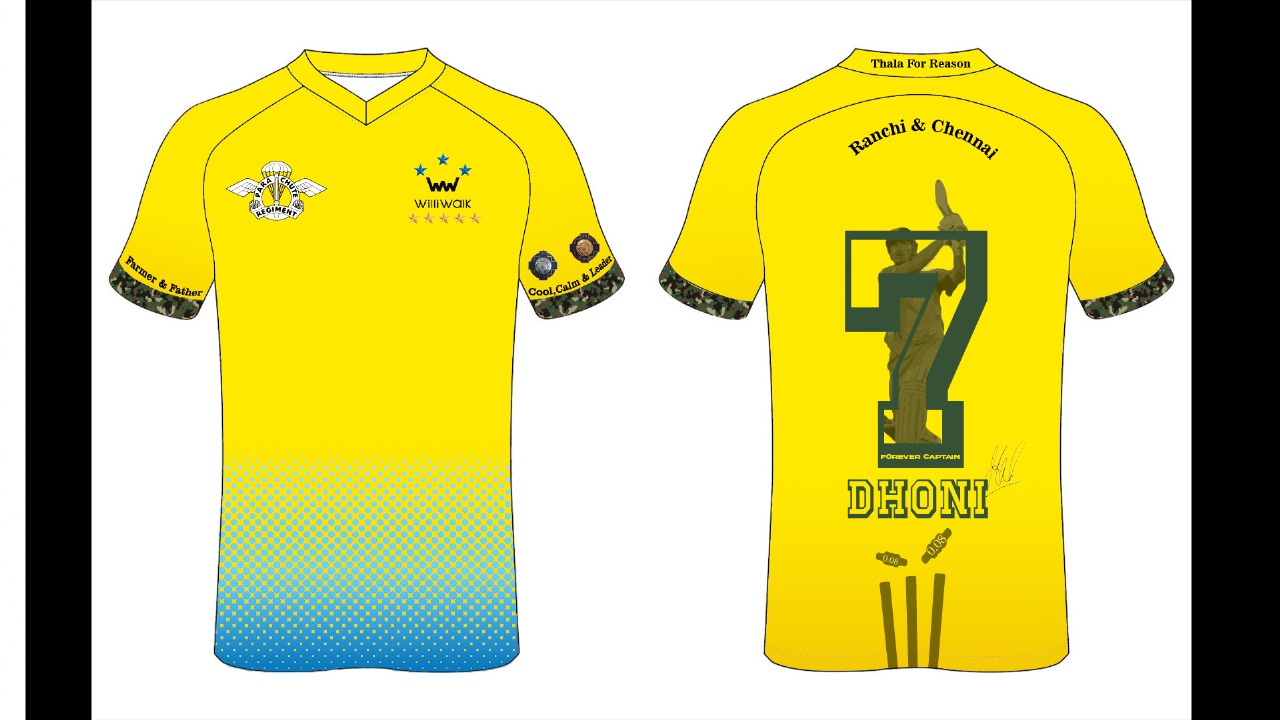 PARA CHUTE
REGIMENT
WilliWalk
Farmer & Father
Cool,Calm & Leader
Thala For Reason
Ranchi & Chennai
7
FOREVER CAPTAIN
DHONI
0.08
0.08